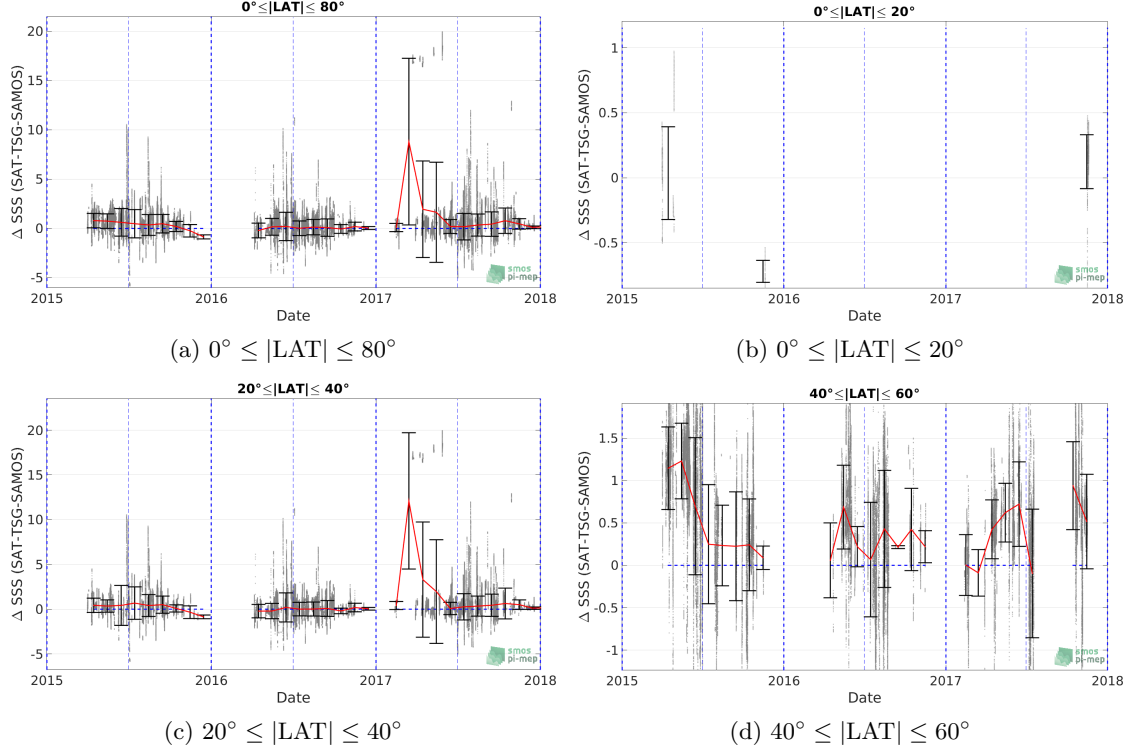 0°≤|LAT|≤ 80°
Δ SSS (SAT-TSG-SAMOS)
20
15
10
5
0
-5
2015
2016
2017
2018
Date
smos
pi-mep
(a) 0° ≤ |LAT| ≤ 80°
0°≤|LAT|≤ 20°
Δ SSS (SAT-TSG-SAMOS)
1
0.5
0
-0.5
2015
2016
2017
2018
Date
smos
pi-mep
(b) 0° ≤ |LAT| ≤ 20°
20°≤|LAT|≤ 40°
Δ SSS (SAT-TSG-SAMOS)
20
15
10
5
0
-5
2015
2016
2017
2018
Date
smos
pi-mep
(c) 20° ≤ |LAT| ≤ 40°
40°≤|LAT|≤ 60°
Δ SSS (SAT-TSG-SAMOS)
1.5
1
0.5
0
-0.5
-1
2015
2016
2017
2018
Date
smos
pi-mep
(d) 40° ≤ |LAT| ≤ 60°